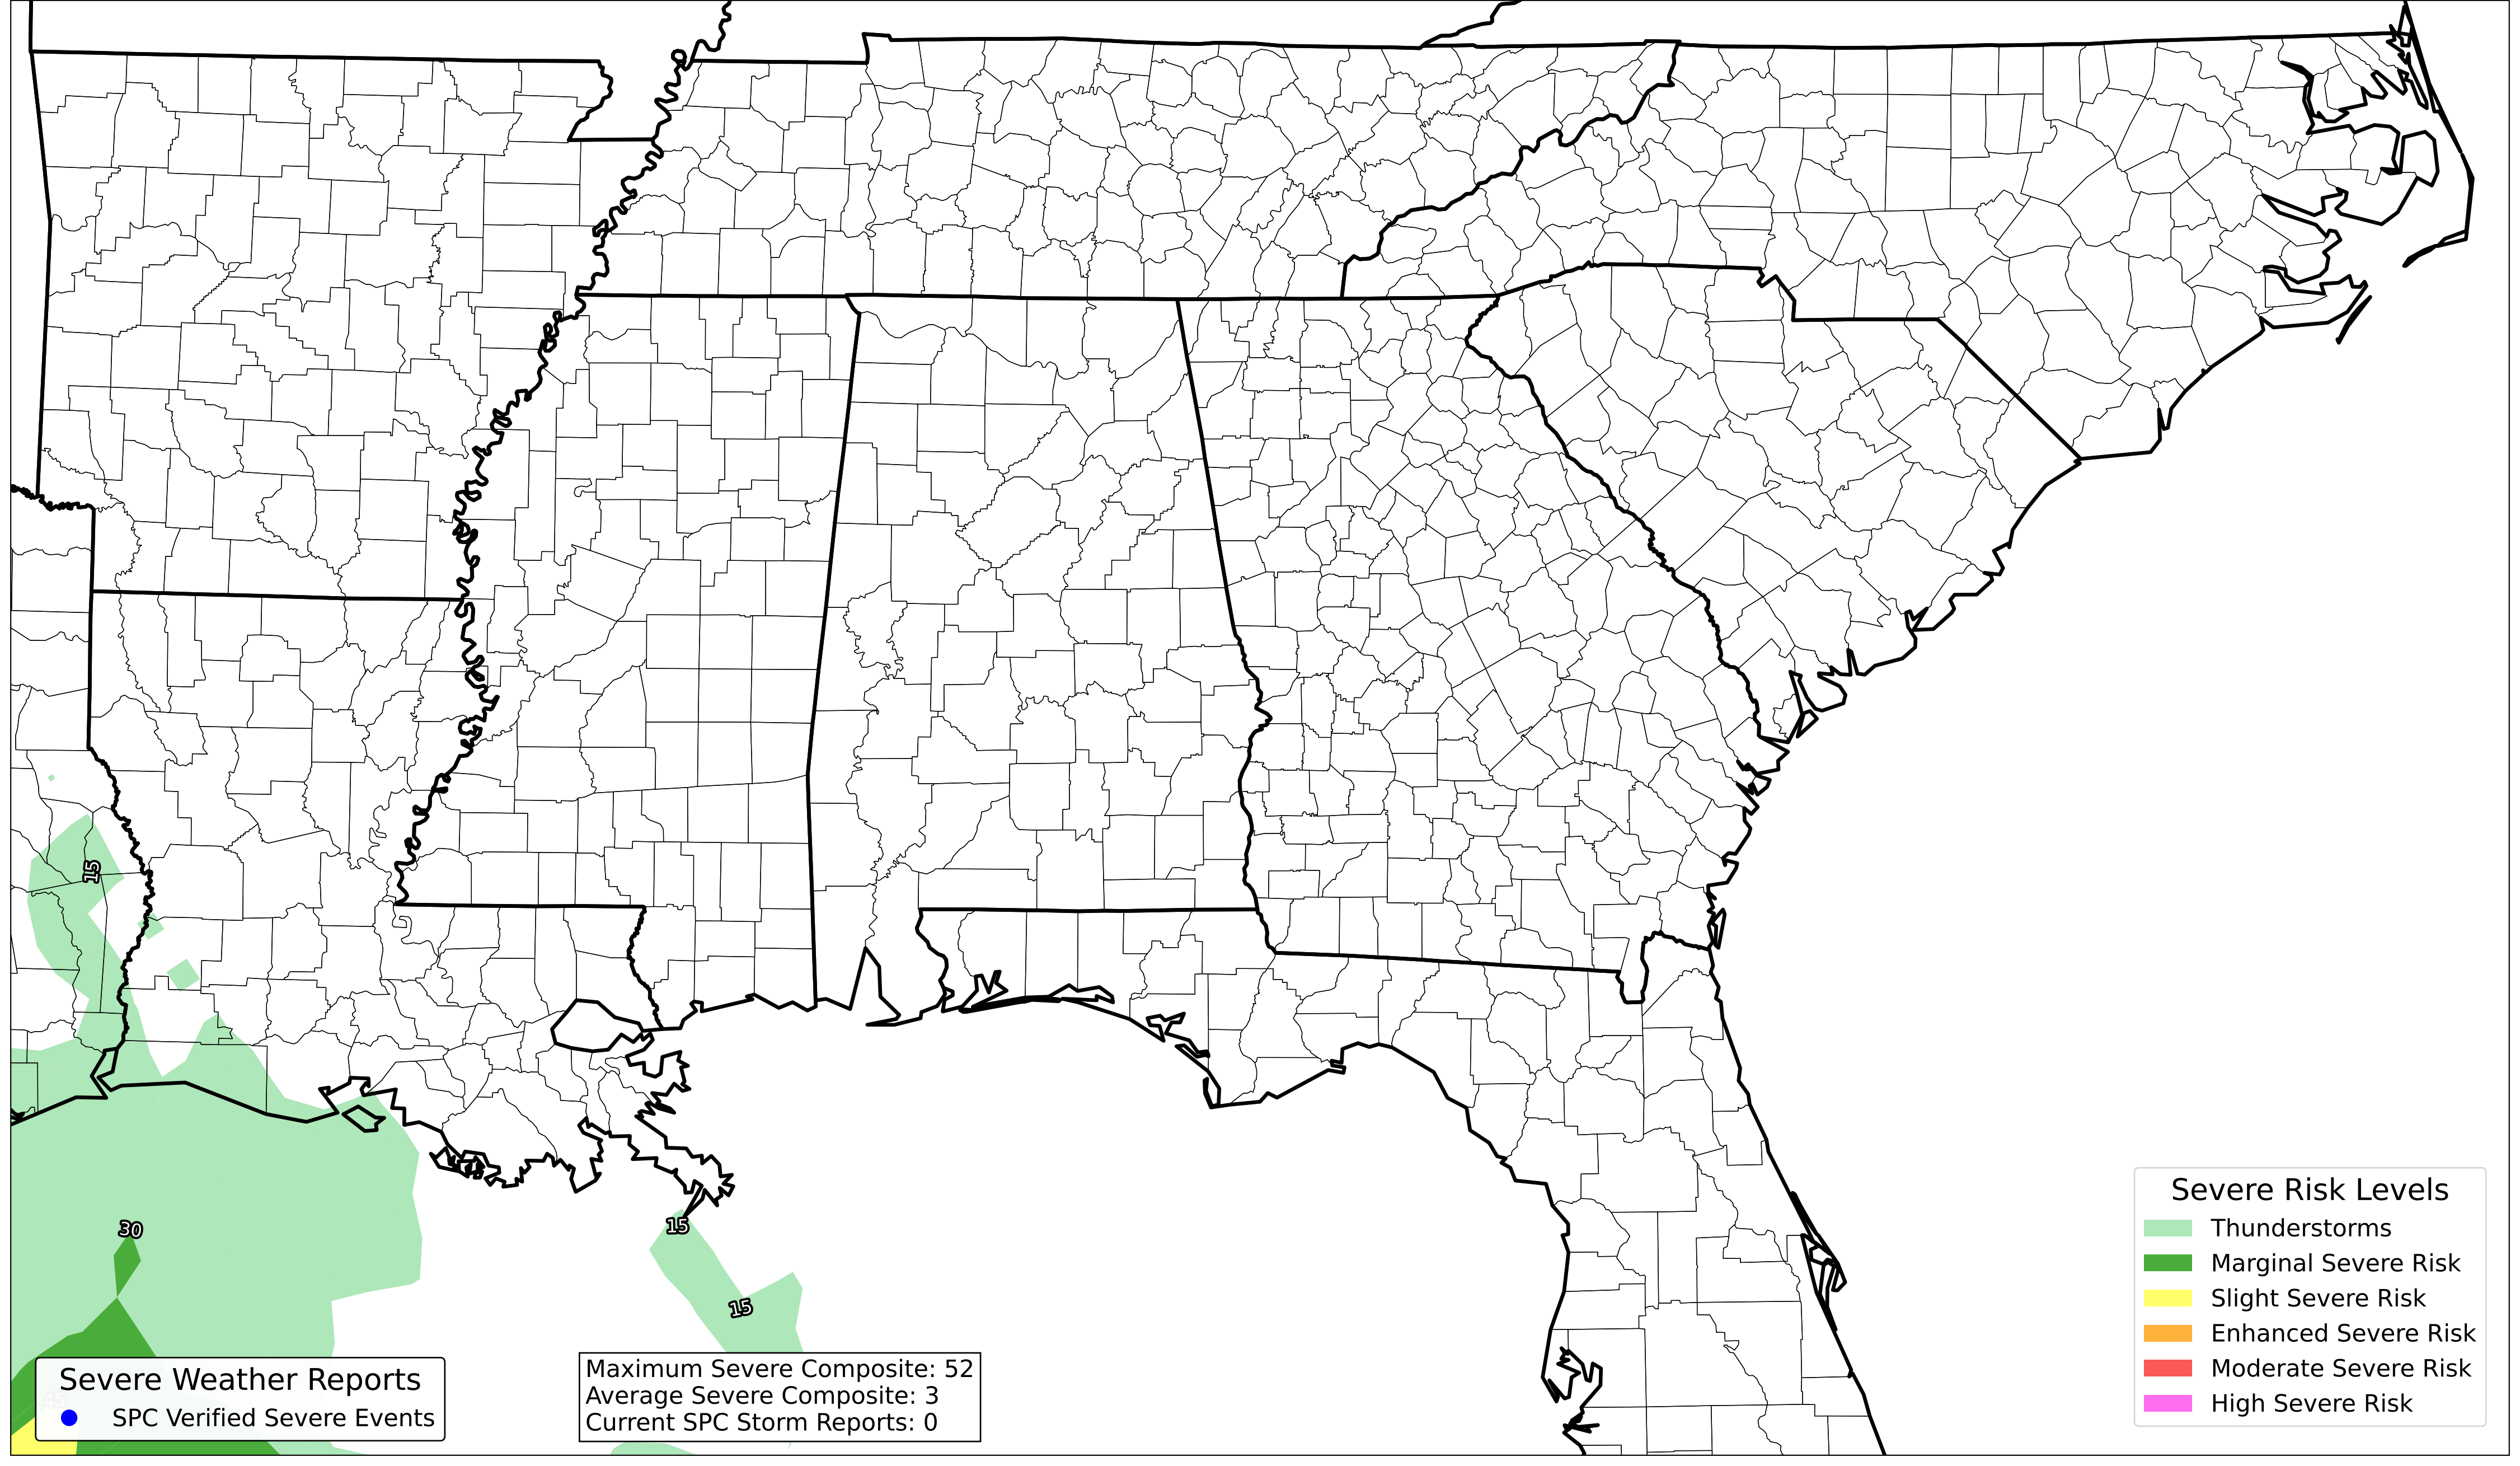 15
30
15
15
Severe Weather Reports
SPC Verified Severe Events
Maximum Severe Composite: 52
Average Severe Composite: 3
Current SPC Storm Reports: 0
Severe Risk Levels
Thunderstorms
Marginal Severe Risk
Slight Severe Risk
Enhanced Severe Risk
Moderate Severe Risk
High Severe Risk